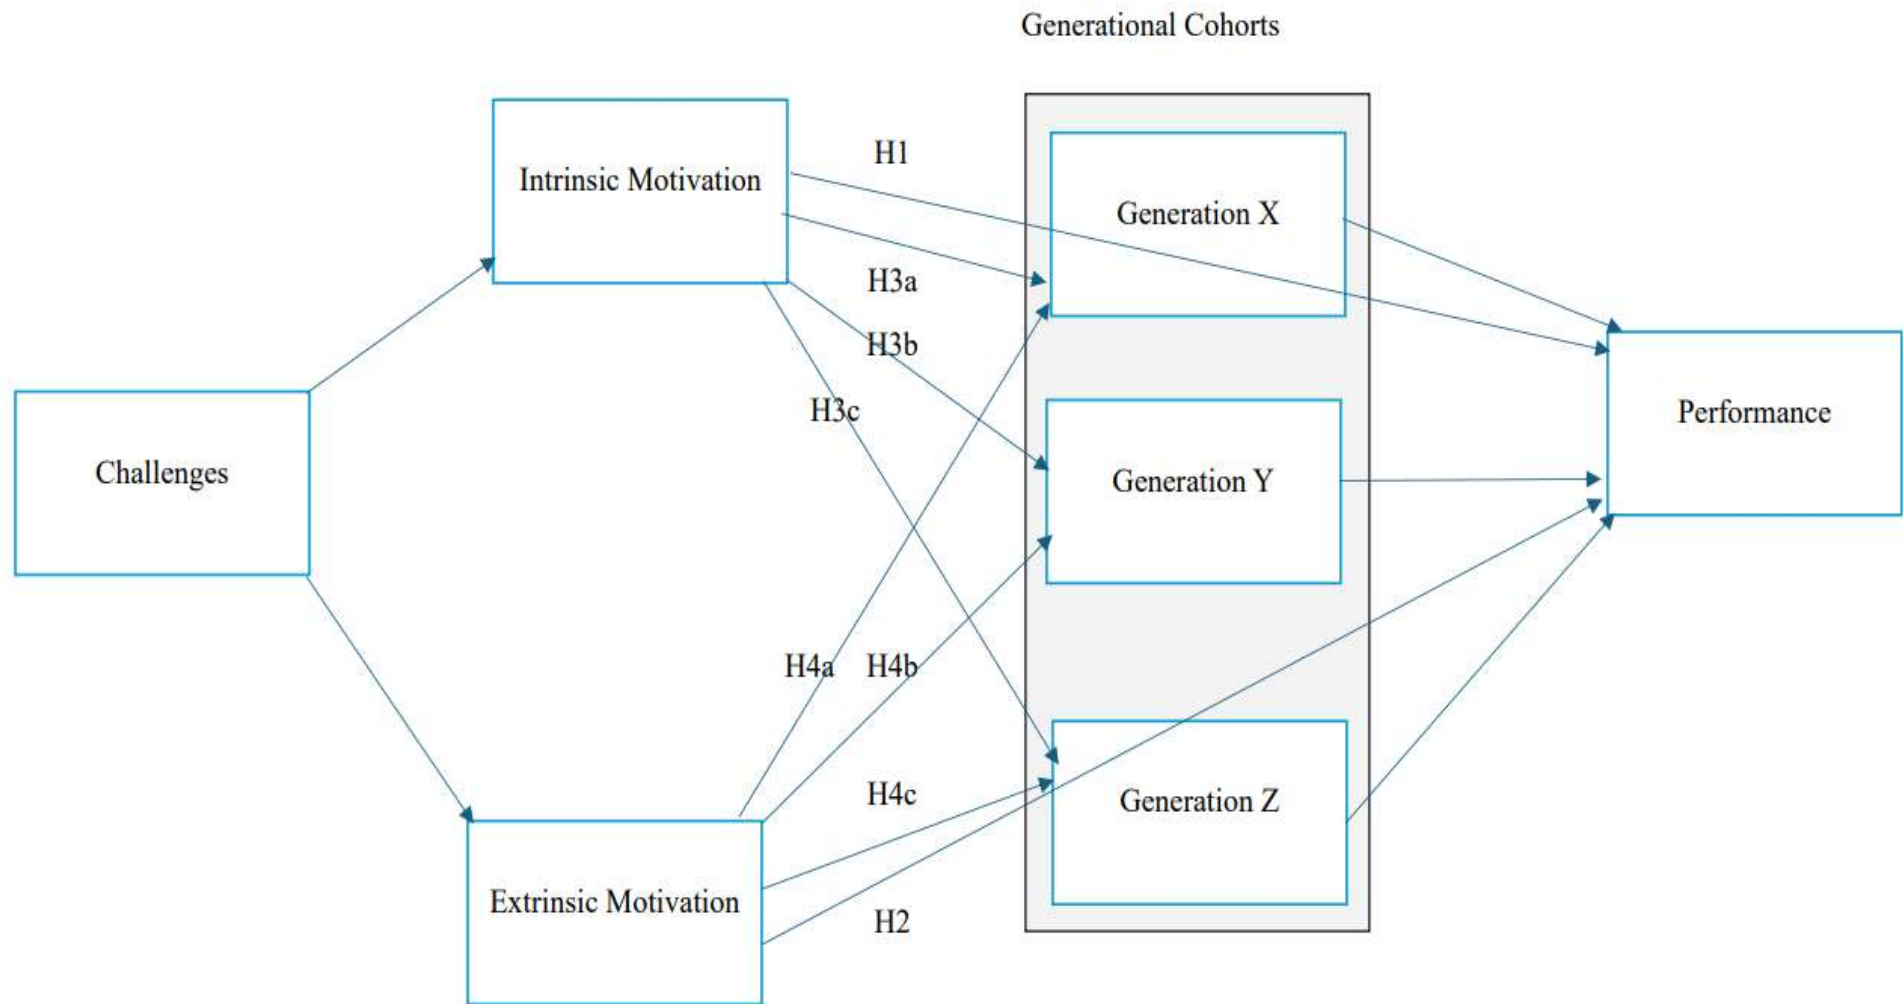 Generational Cohorts
H1
Intrinsic Motivation
Generation X
H3a
H3b
H3c
Performance
Challenges
Generation Y
H4a
H4b
H4c
Generation Z
Extrinsic Motivation
H2